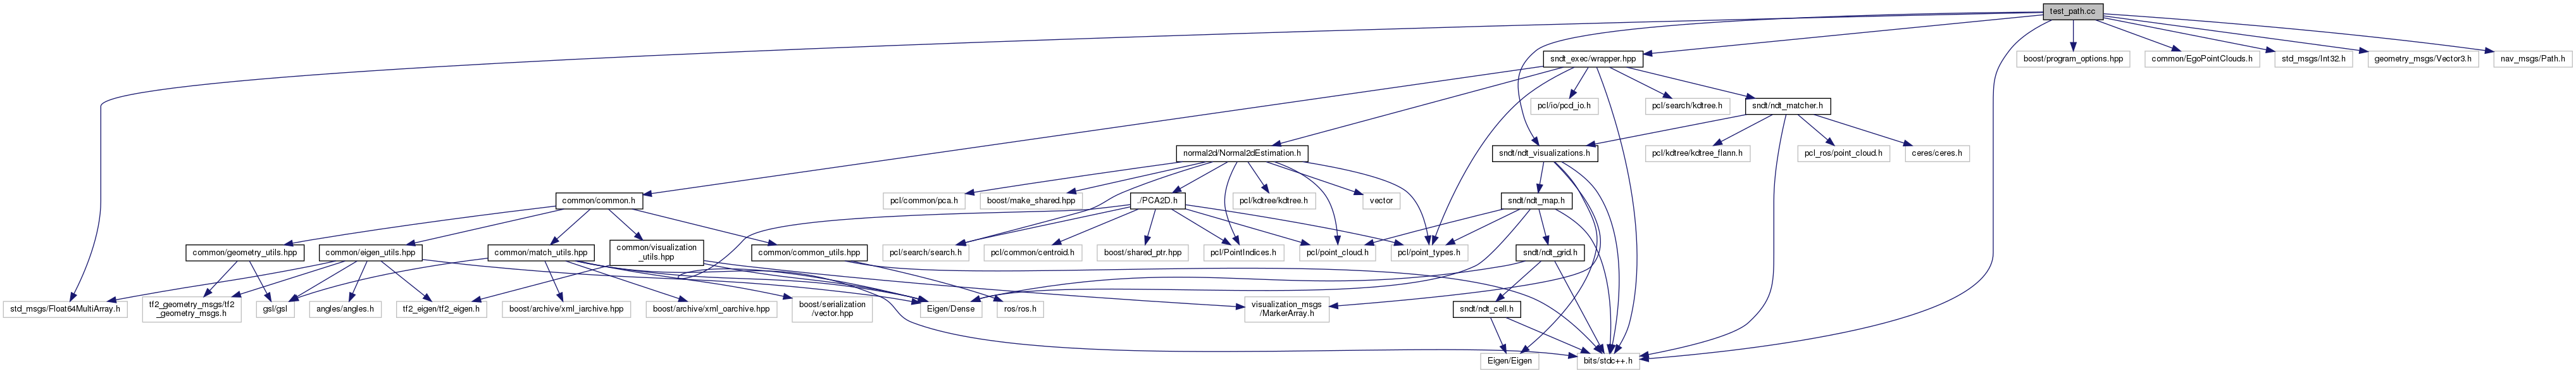 test_path.cc
sndt_exec/wrapper.hpp
boost/program_options.hpp
common/EgoPointClouds.h
std_msgs/Int32.h
geometry_msgs/Vector3.h
nav_msgs/Path.h
pcl/io/pcd_io.h
pcl/search/kdtree.h
sndt/ndt_matcher.h
normal2d/Normal2dEstimation.h
sndt/ndt_visualizations.h
pcl/kdtree/kdtree_flann.h
pcl_ros/point_cloud.h
ceres/ceres.h
common/common.h
pcl/common/pca.h
boost/make_shared.hpp
./PCA2D.h
pcl/kdtree/kdtree.h
vector
sndt/ndt_map.h
common/geometry_utils.hpp
common/eigen_utils.hpp
common/match_utils.hpp
common/visualization
_utils.hpp
common/common_utils.hpp
pcl/search/search.h
pcl/common/centroid.h
boost/shared_ptr.hpp
pcl/PointIndices.h
pcl/point_cloud.h
pcl/point_types.h
sndt/ndt_grid.h
std_msgs/Float64MultiArray.h
tf2_geometry_msgs/tf2
_geometry_msgs.h
gsl/gsl
angles/angles.h
tf2_eigen/tf2_eigen.h
boost/archive/xml_iarchive.hpp
boost/archive/xml_oarchive.hpp
boost/serialization
/vector.hpp
Eigen/Dense
ros/ros.h
visualization_msgs
/MarkerArray.h
sndt/ndt_cell.h
Eigen/Eigen
bits/stdc++.h